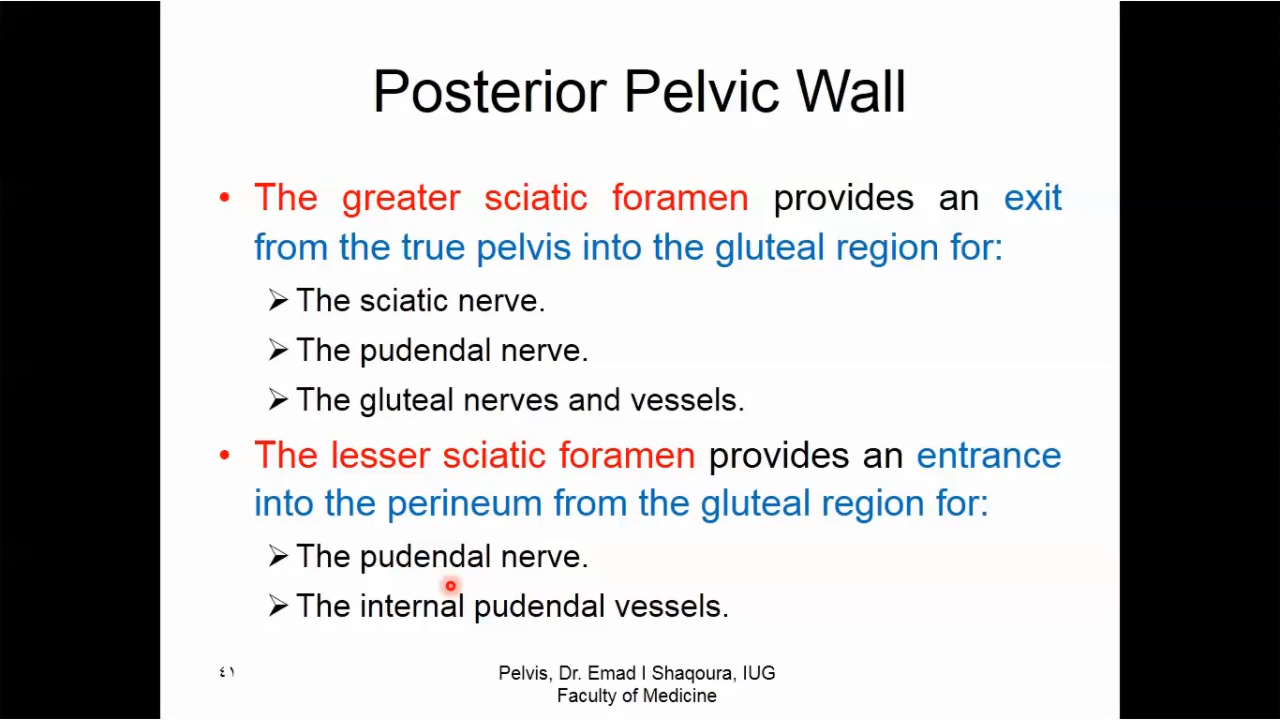 Posterior Pelvic Wall
• The greater sciatic foramen provides an exit
from the true pelvis into the gluteal region for:
➢ The sciatic nerve.
➢ The pudendal nerve.
➢ The gluteal nerves and vessels.
• The lesser sciatic foramen provides an entrance
into the perineum from the gluteal region for:
➢ The pudendal nerve.
➢ The internal pudendal vessels.
٤١
Pelvis, Dr. Emad I Shaqoura, IUG
Faculty of Medicine